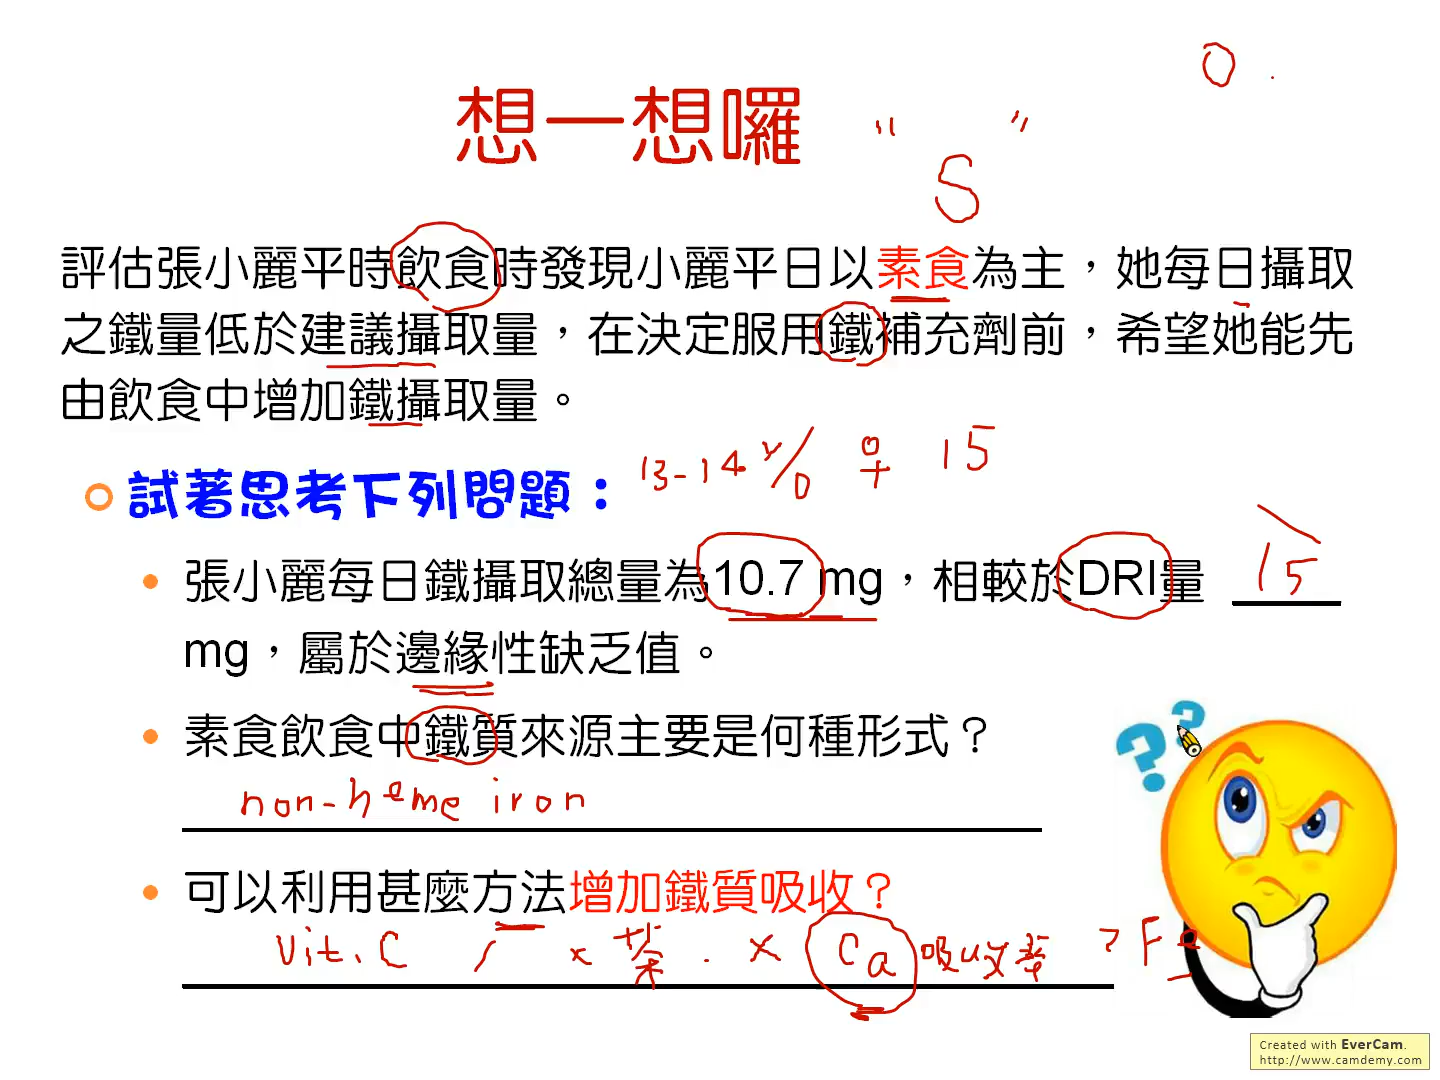 想一想囉 “ S ” O
評估張小麗平時飲食時發現小麗平日以素食為主，她每日攝取
之鐵量低於建議攝取量，在決定服用鐵補充劑前，希望她能先
由飲食中增加鐵攝取量。
試著思考下列問題： 13-14 y/o ♀ 15
張小麗每日鐵攝取總量為10.7 mg，相較於DRI量 15
mg，屬於邊緣性缺乏值。
素食飲食中鐵質來源主要是何種形式？
non-heme iron
可以利用甚麼方法增加鐵質吸收？
Vit. C / x 茶 . x Ca 吸收率 > Fe
Created with EverCam.
http://www.camdemy.com